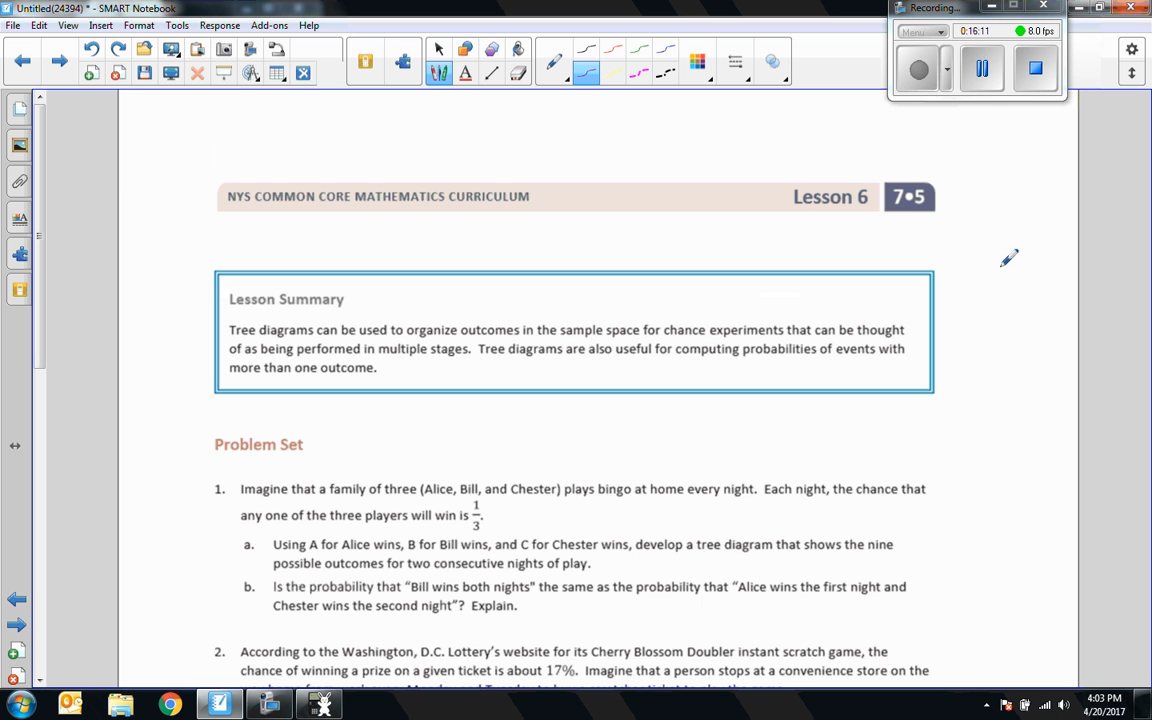 Untitled(24394) * - SMART Notebook
Recording...
File Edit View Insert Format Tools Response Add-ons Help
Menu 0:16:11 8.0 fps
NYS COMMON CORE MATHEMATICS CURRICULUM Lesson 6 7•5
Lesson Summary
Tree diagrams can be used to organize outcomes in the sample space for chance experiments that can be thought
of as being performed in multiple stages. Tree diagrams are also useful for computing probabilities of events with
more than one outcome.
Problem Set
1. Imagine that a family of three (Alice, Bill, and Chester) plays bingo at home every night. Each night, the chance that
any one of the three players will win is 1/3.
a. Using A for Alice wins, B for Bill wins, and C for Chester wins, develop a tree diagram that shows the nine
possible outcomes for two consecutive nights of play.
b. Is the probability that “Bill wins both nights" the same as the probability that “Alice wins the first night and
Chester wins the second night”? Explain.
2. According to the Washington, D.C. Lottery’s website for its Cherry Blossom Doubler instant scratch game, the
chance of winning a prize on a given ticket is about 17%. Imagine that a person stops at a convenience store on the
4:03 PM
4/20/2017